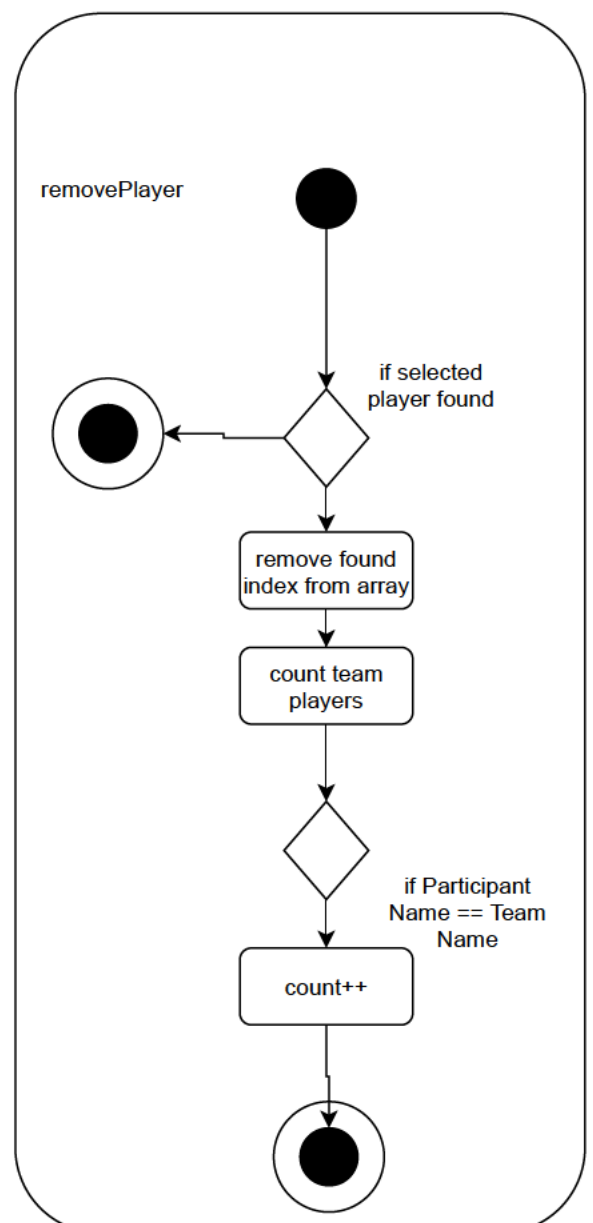 removePlayer
if selected
player found
remove found
index from array
count team
players
if Participant
Name == Team
Name
count++